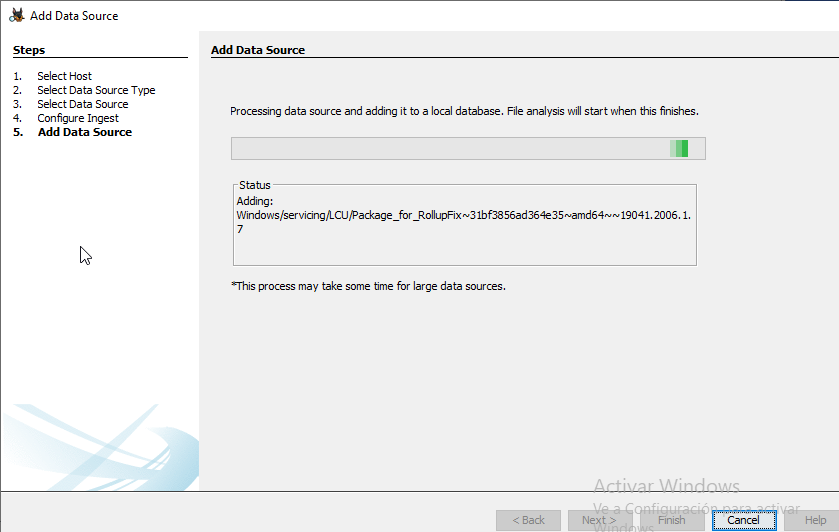 Add Data Source
Steps
1. Select Host
2. Select Data Source Type
3. Select Data Source
4. Configure Ingest
5. Add Data Source
Add Data Source
Processing data source and adding it to a local database. File analysis will start when this finishes.
Status
Adding:
Windows/servicing/LCU/Package_for_RollupFix~31bf3856ad364e35~amd64~~19041.2006.1.
7
*This process may take some time for large data sources.
Activar Windows
Ve a Configuración para activar
Windows.
< Back
Next >
Finish
Cancel
Help